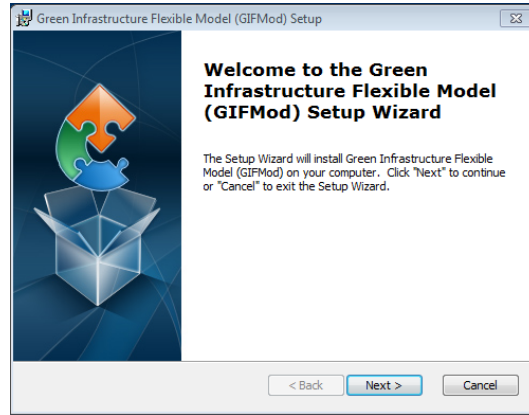 Green Infrastructure Flexible Model (GIFMod) Setup
Welcome to the Green
Infrastructure Flexible Model
(GIFMod) Setup Wizard
The Setup Wizard will install Green Infrastructure Flexible
Model (GIFMod) on your computer. Click "Next" to continue
or "Cancel" to exit the Setup Wizard.
< Back Next > Cancel